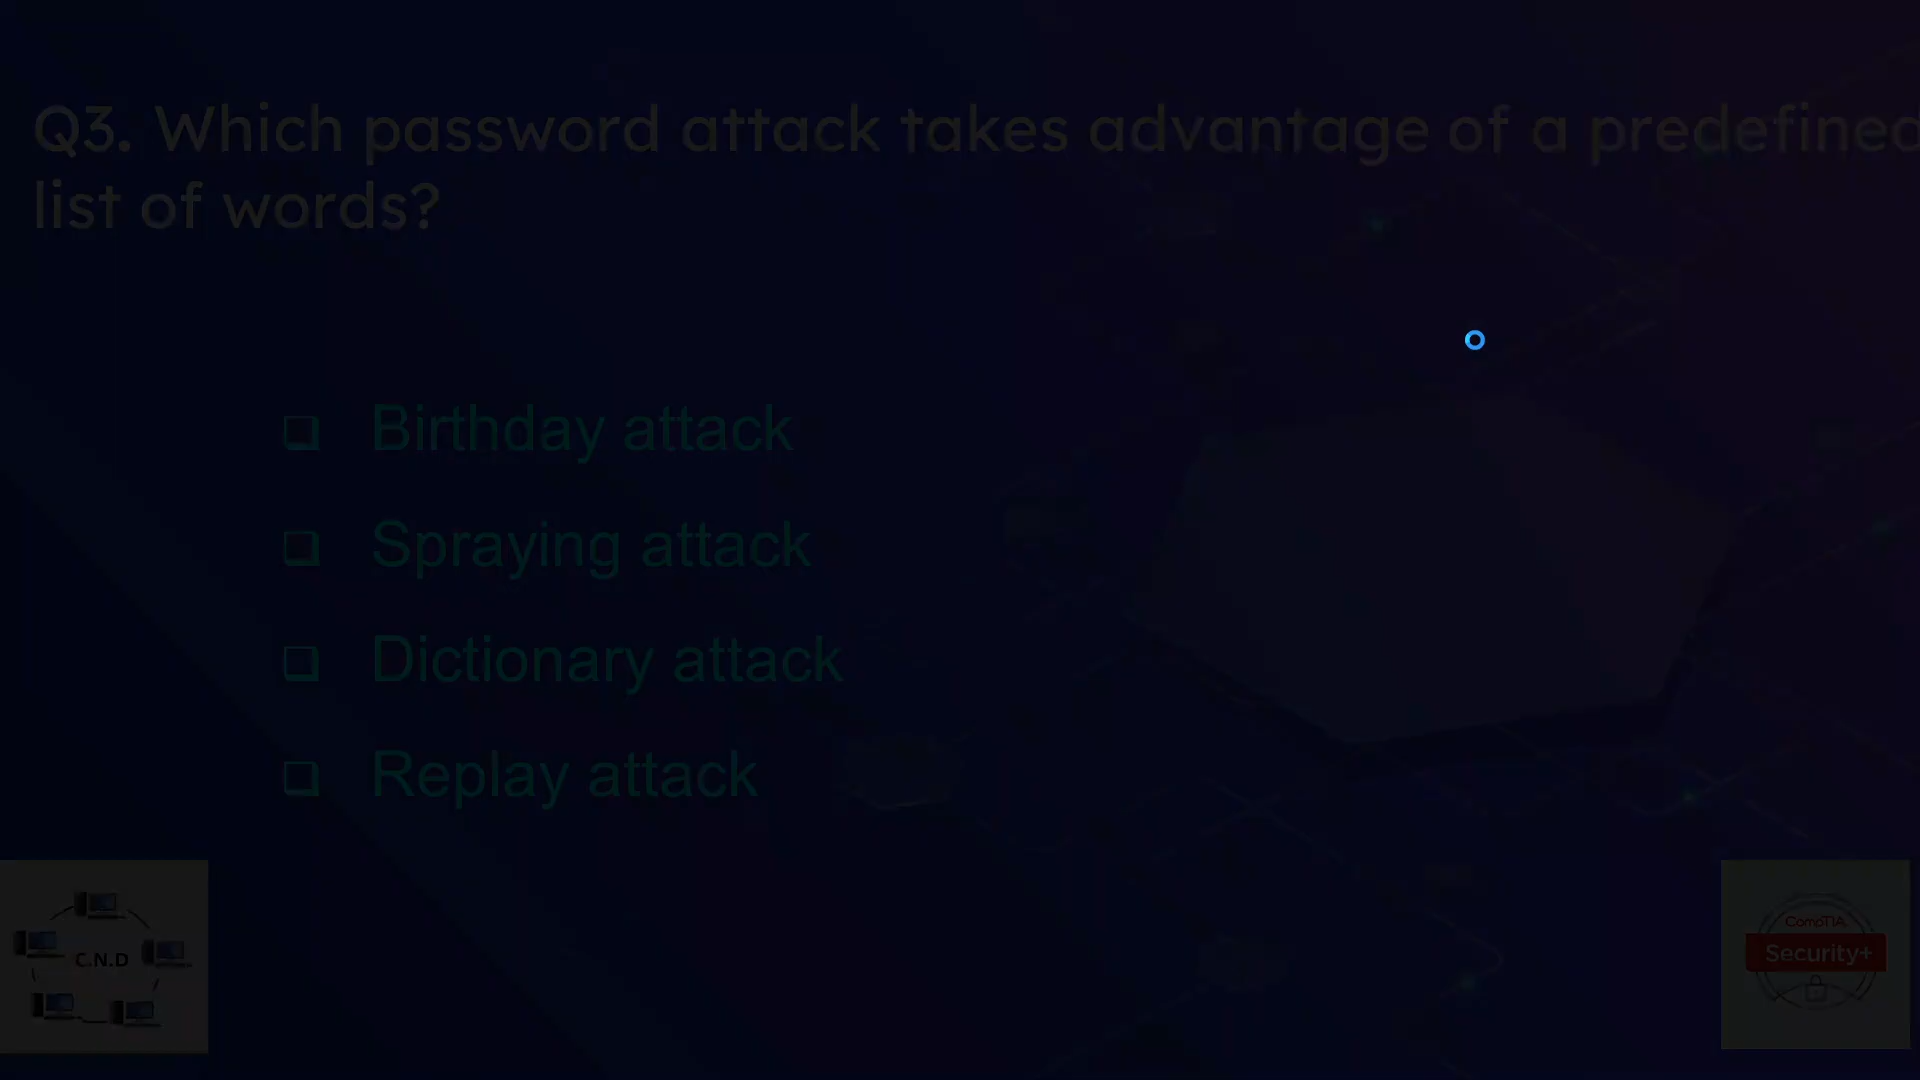 Q3. Which password attack takes advantage of a predefined
list of words?
Birthday attack
Spraying attack
Dictionary attack
Replay attack
C.N.D
CompTIA.
Security+